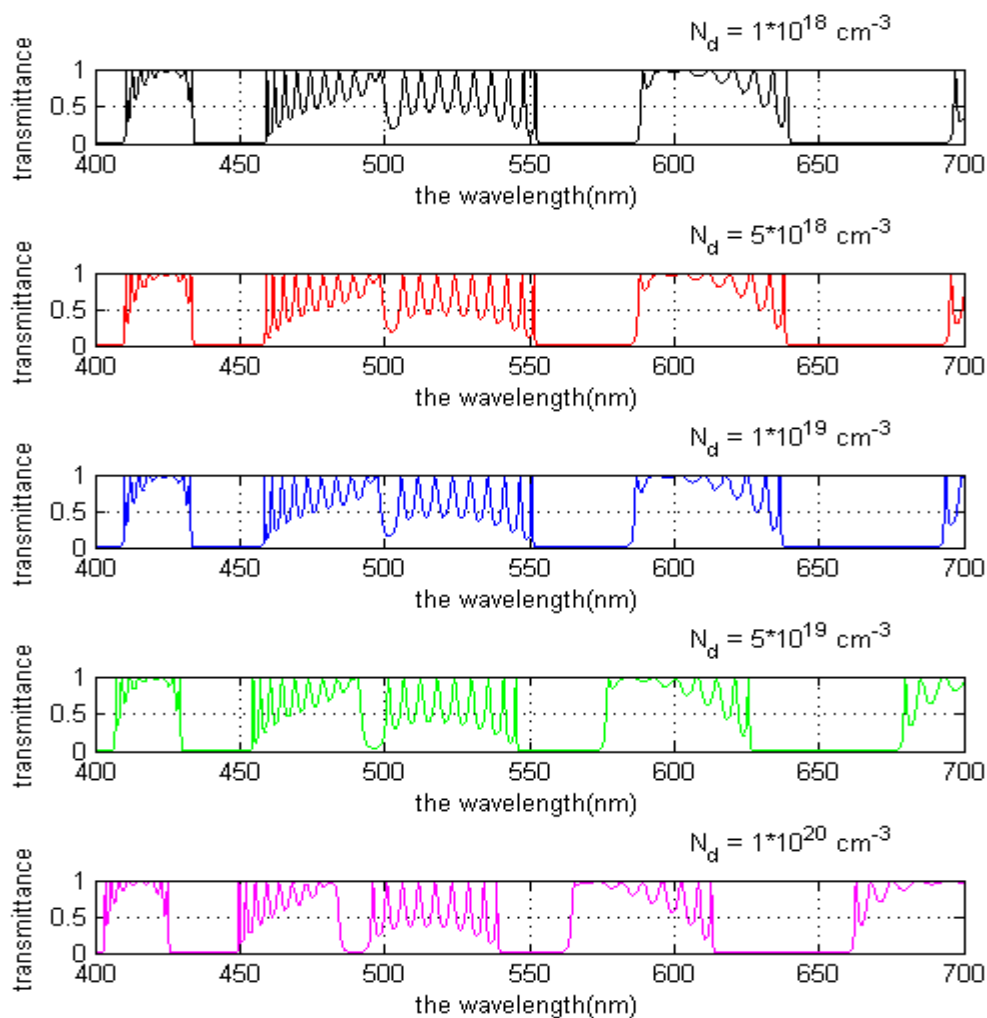 N_d = 1*10^18 cm^-3
transmittance
1
0.5
0
400 450 500 550 600 650 700
the wavelength(nm)
N_d = 5*10^18 cm^-3
transmittance
1
0.5
0
400 450 500 550 600 650 700
the wavelength(nm)
N_d = 1*10^19 cm^-3
transmittance
1
0.5
0
400 450 500 550 600 650 700
the wavelength(nm)
N_d = 5*10^19 cm^-3
transmittance
1
0.5
0
400 450 500 550 600 650 700
the wavelength(nm)
N_d = 1*10^20 cm^-3
transmittance
1
0.5
0
400 450 500 550 600 650 700
the wavelength(nm)